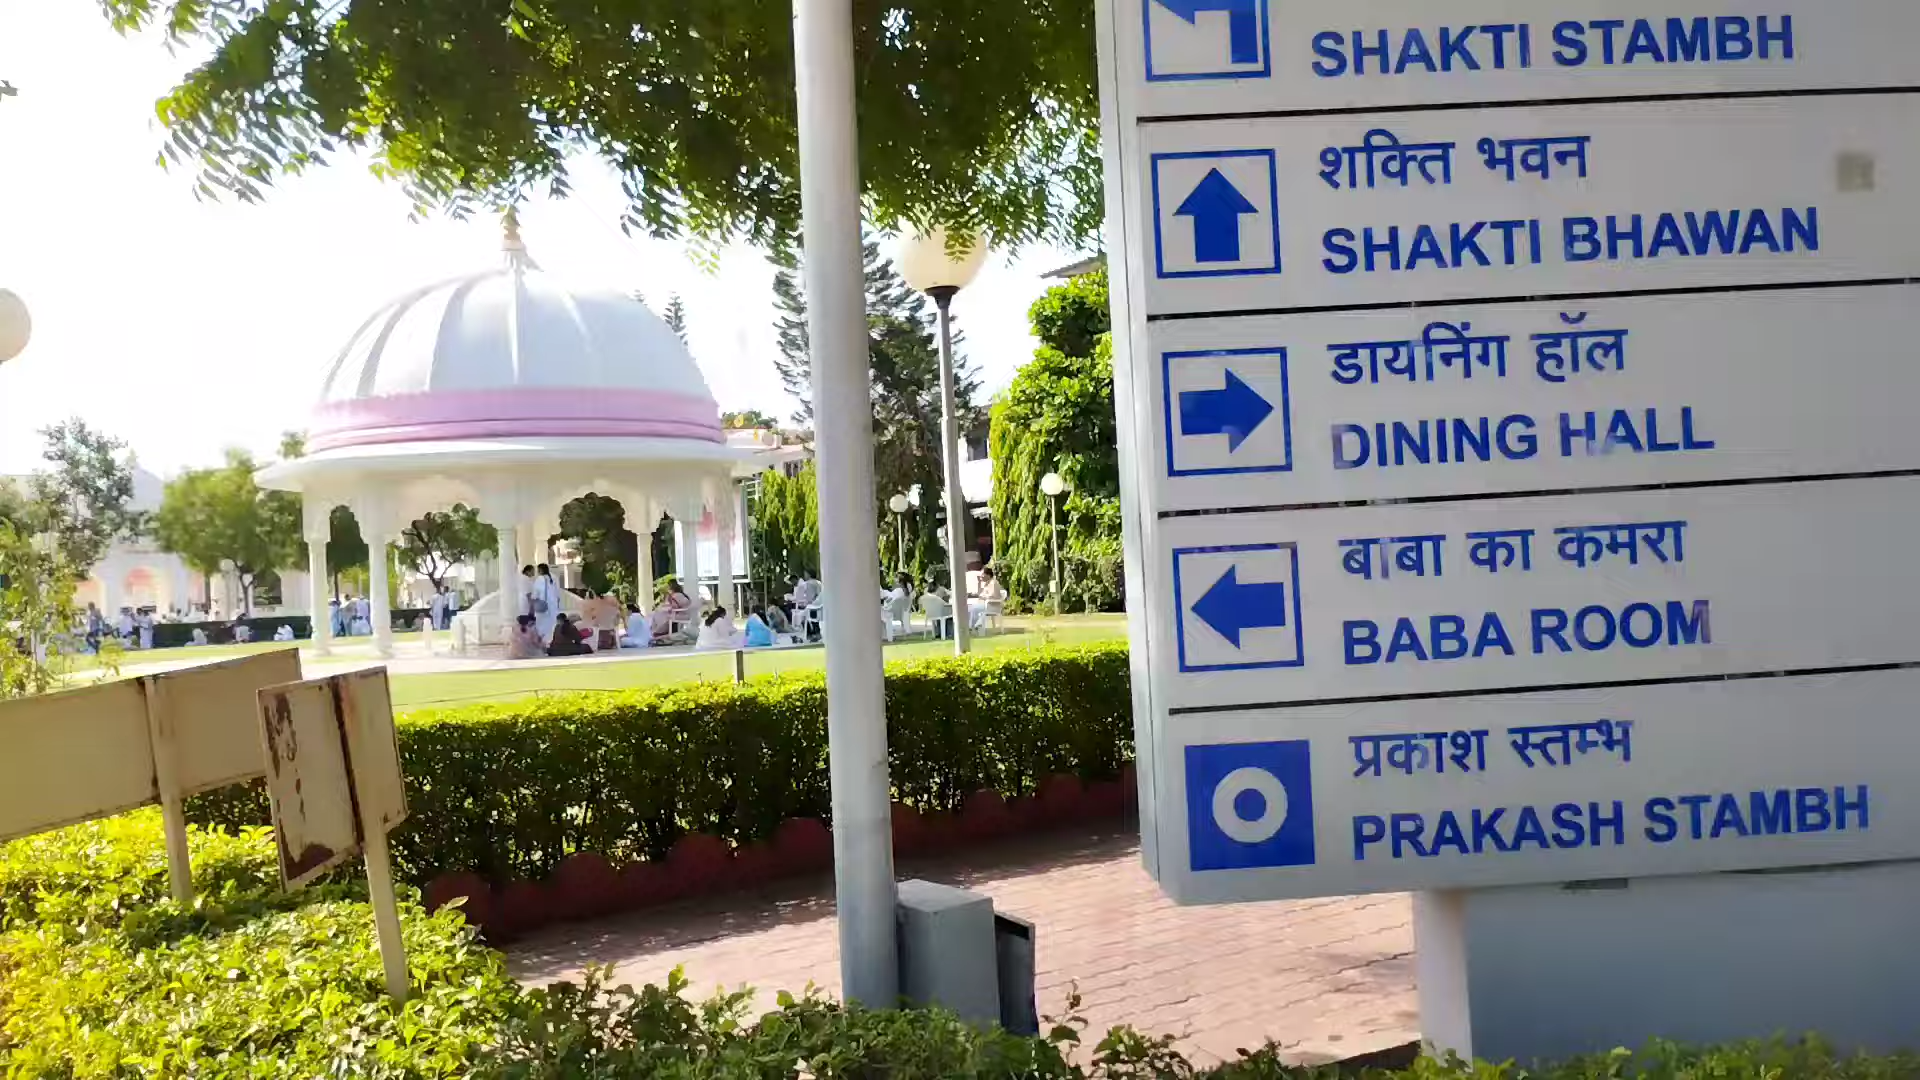 SHAKTI STAMBH
शक्ति भवन
SHAKTI BHAWAN
डायनिंग हॉल
DINING HALL
बाबा का कमरा
BABA ROOM
प्रकाश स्तम्भ
PRAKASH STAMBH